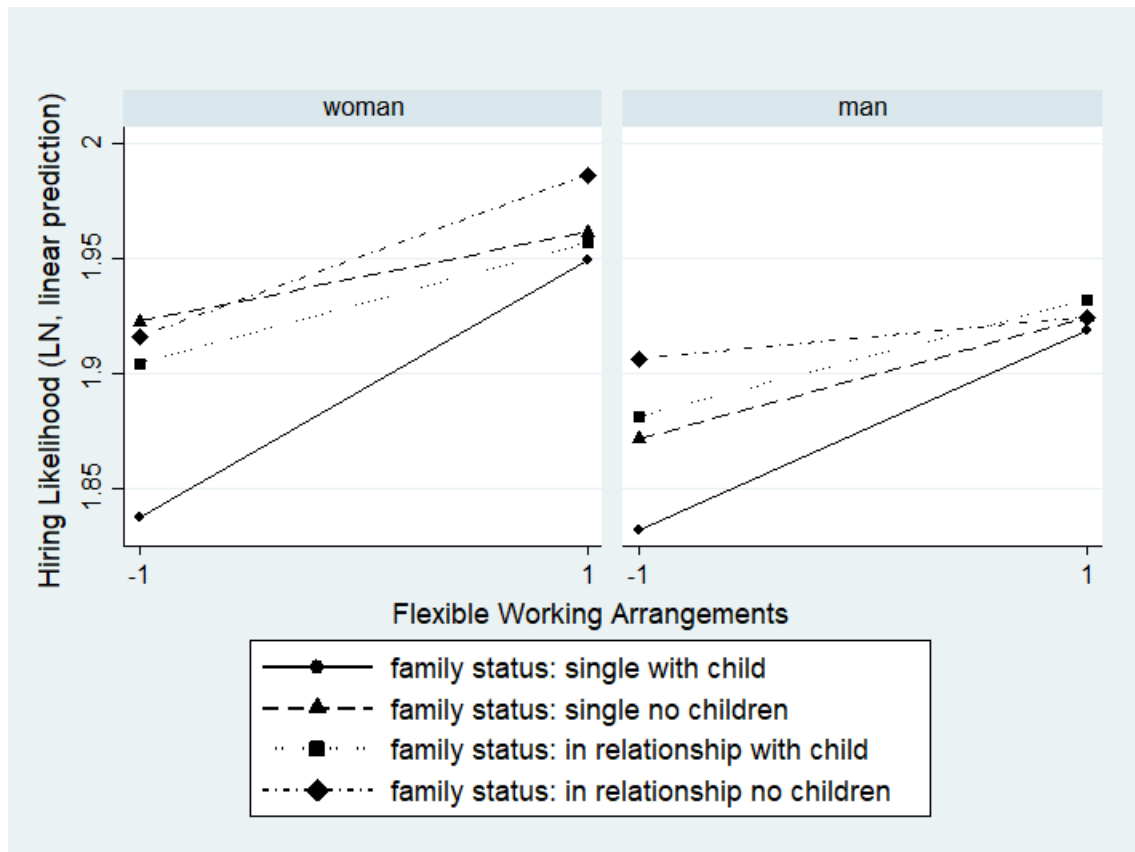 woman
man
Hiring Likelihood (LN, linear prediction)
2
1.95
1.9
1.85
-1
1
-1
1
Flexible Working Arrangements
family status: single with child
family status: single no children
family status: in relationship with child
family status: in relationship no children